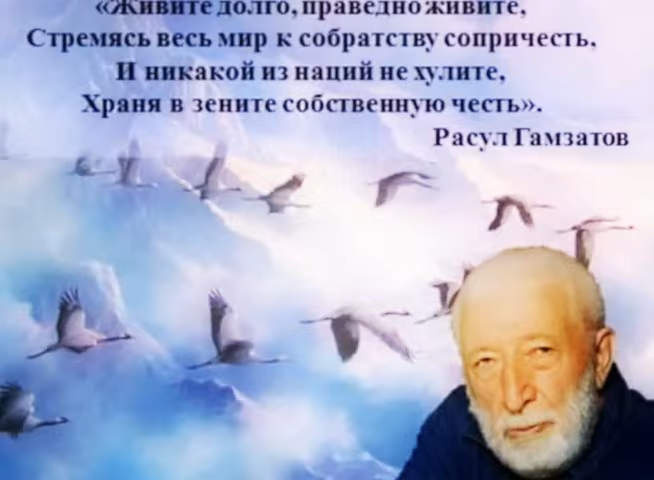 «Живите долго, праведно живите,
Стремясь весь мир к собратству сопричесть,
И никакой из наций не хулите,
Храня в зените собственную честь».
Расул Гамзатов